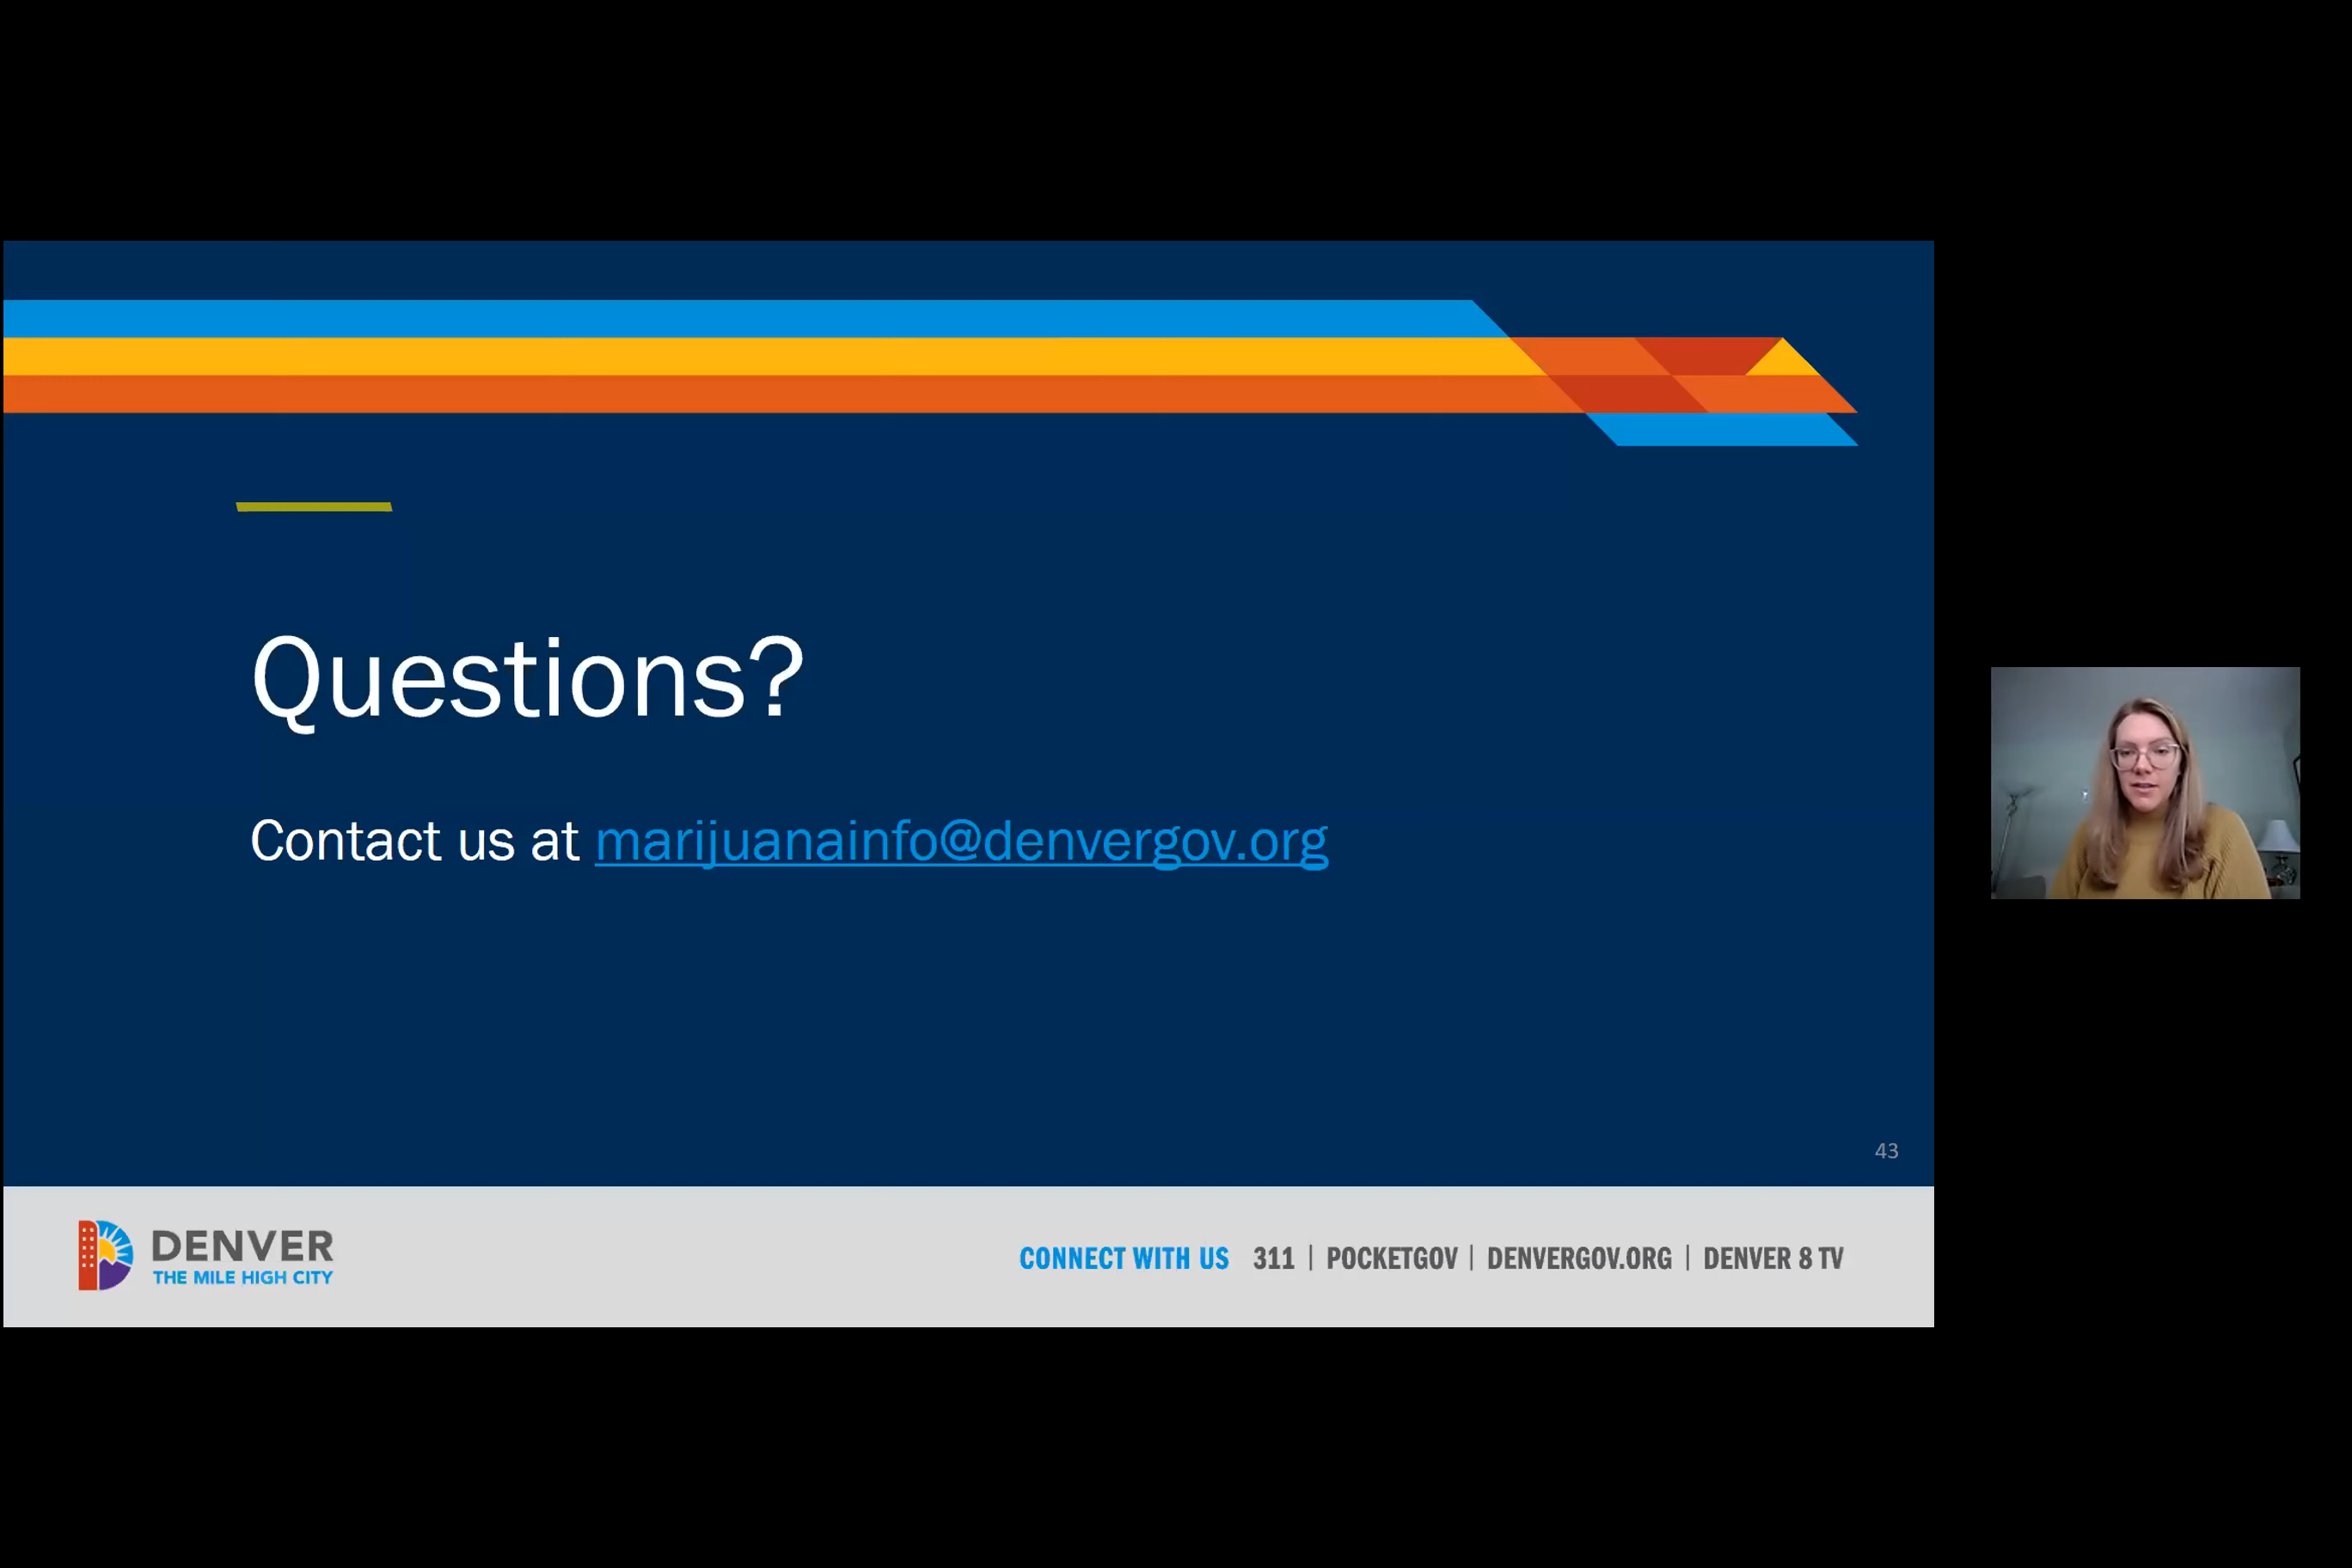 Questions?
Contact us at marijuanainfo@denvergov.org
43
DENVER
THE MILE HIGH CITY
CONNECT WITH US 311 | POCKETGOV | DENVERGOV.ORG | DENVER 8 TV